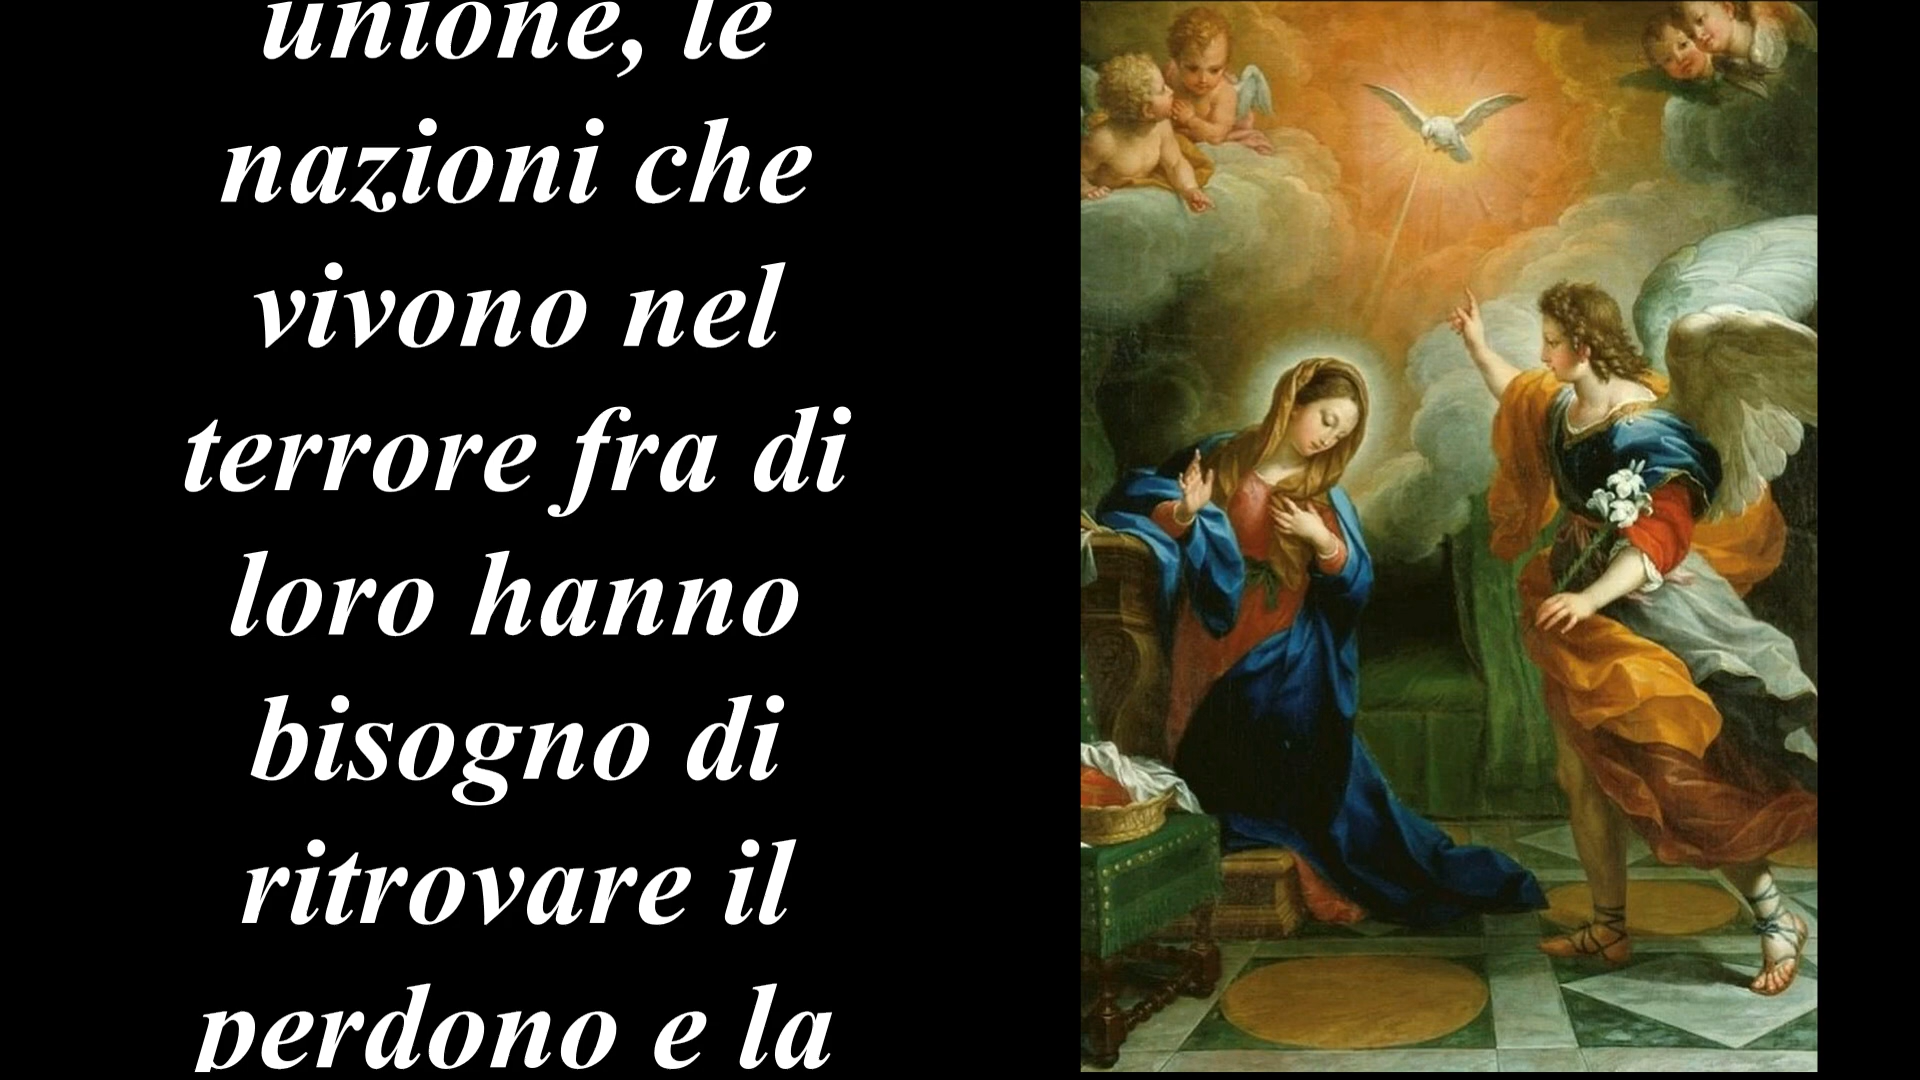 unione, le
nazioni che
vivono nel
terrore fra di
loro hanno
bisogno di
ritrovare il
perdono e la